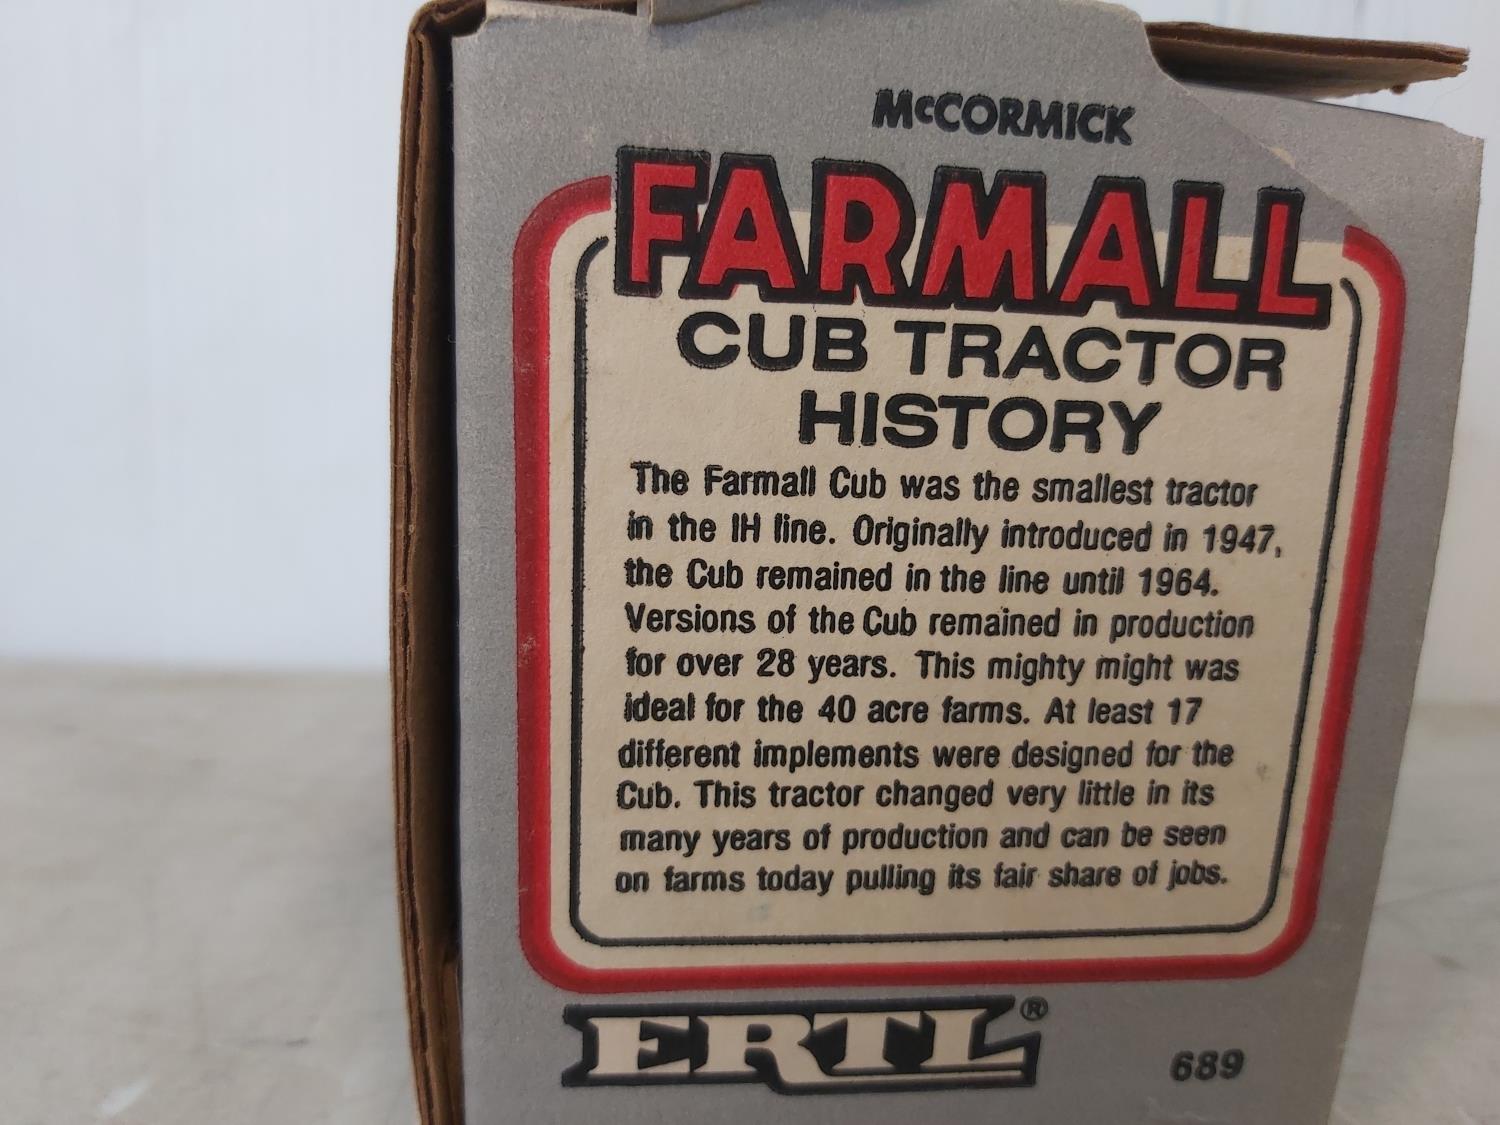 McCORMICK
FARMALL
CUB TRACTOR
HISTORY
The Farmall Cub was the smallest tractor
in the IH line. Originally introduced in 1947,
the Cub remained in the line until 1964.
Versions of the Cub remained in production
for over 28 years. This mighty might was
ideal for the 40 acre farms. At least 17
different implements were designed for the
Cub. This tractor changed very little in its
many years of production and can be seen
on farms today pulling its fair share of jobs.
ERTL®
689